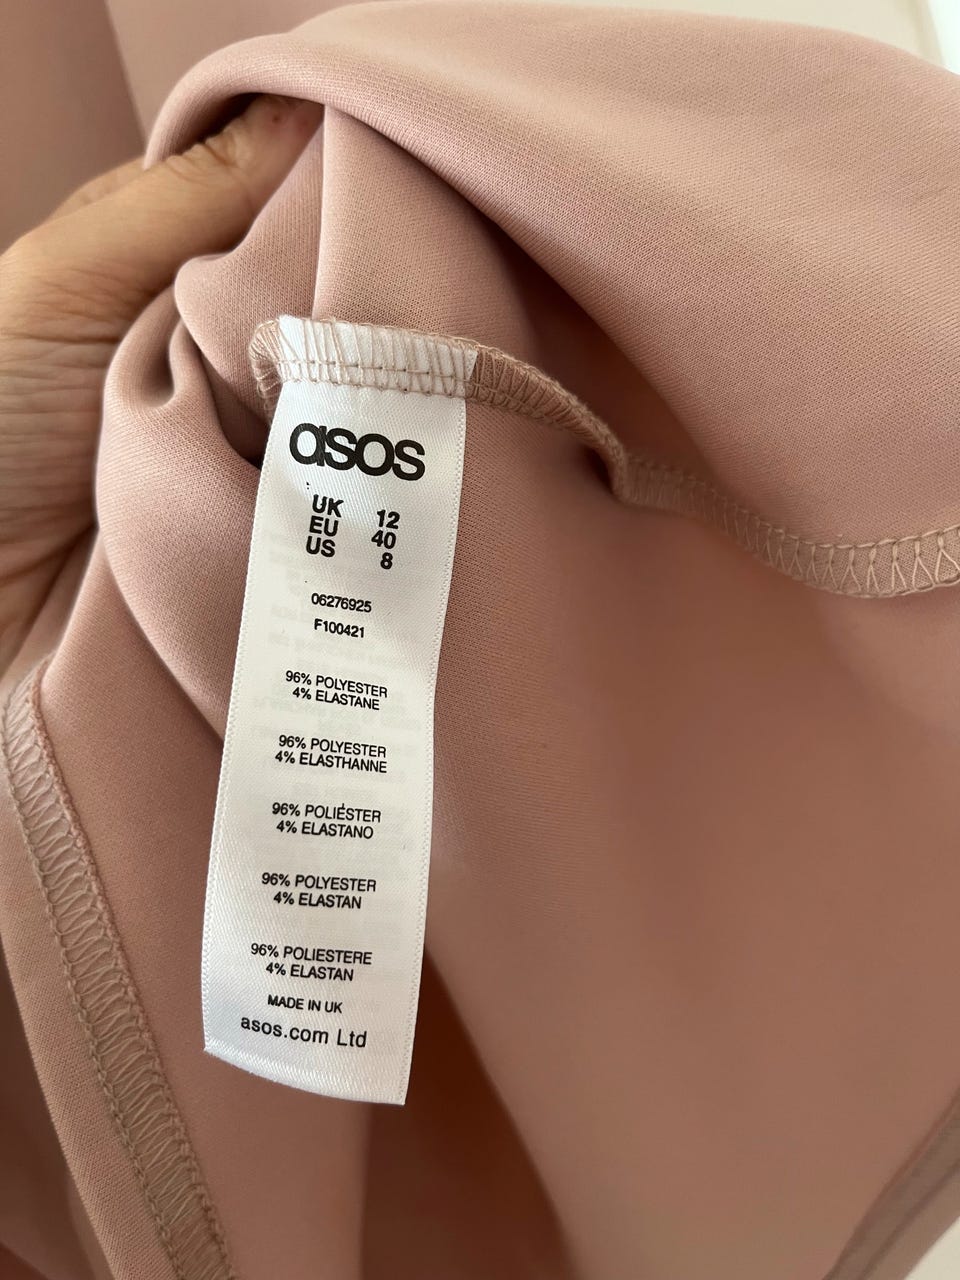 asos
UK 12
EU 40
US 8
06276925
F100421
96% POLYESTER
4% ELASTANE
96% POLYESTER
4% ELASTHANNE
96% POLIÉSTER
4% ELASTANO
96% POLYESTER
4% ELASTAN
96% POLIESTERE
4% ELASTAN
MADE IN UK
asos.com Ltd